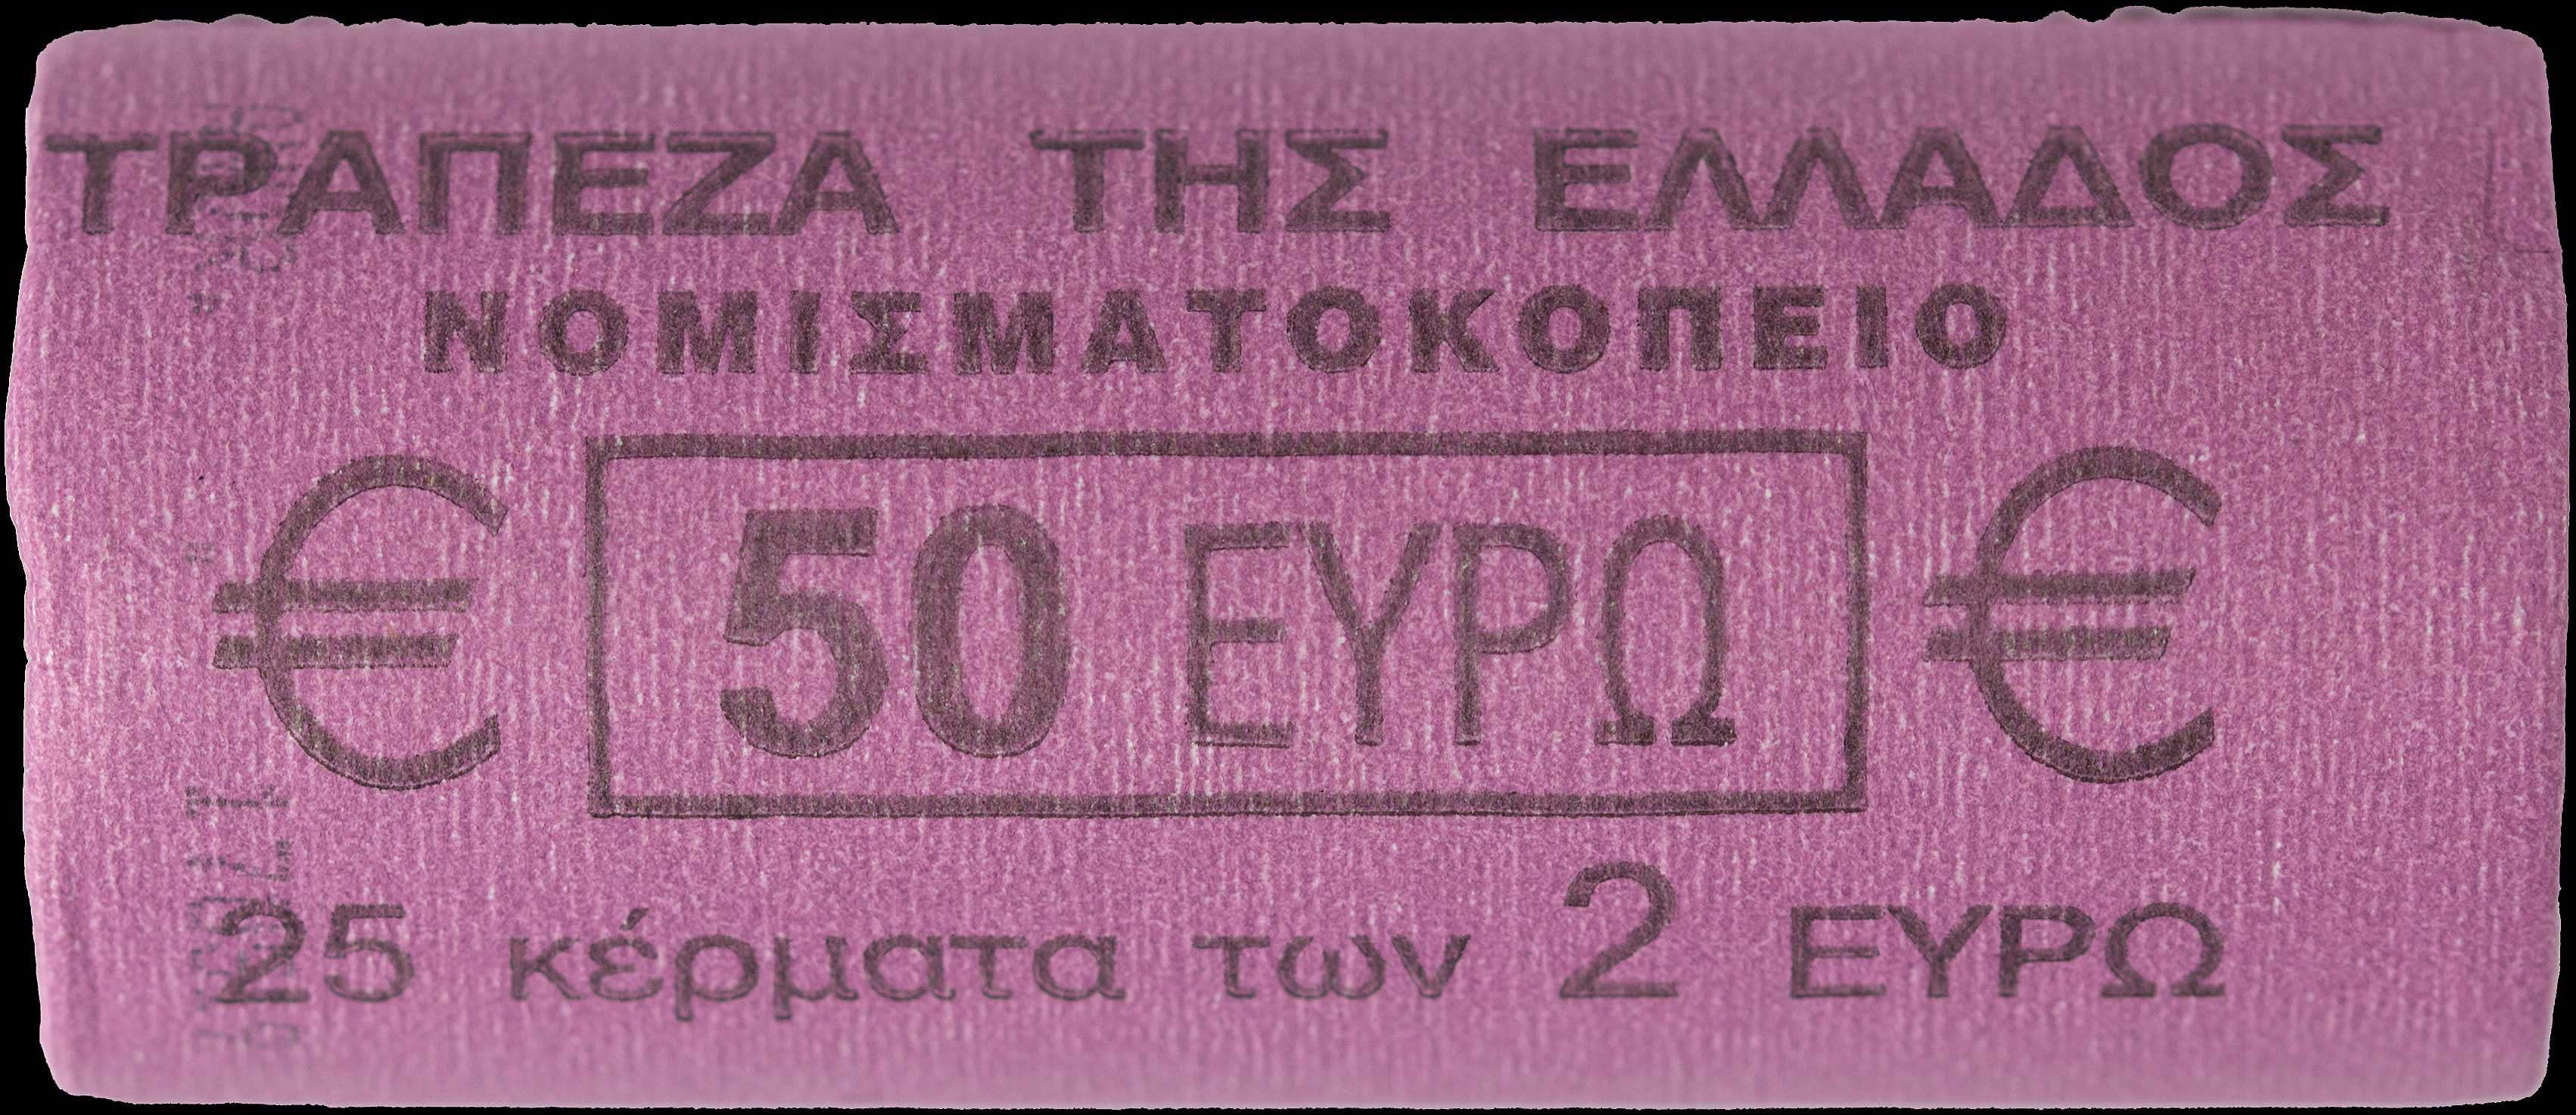 ΤΡΑΠΕΖΑ ΤΗΣ ΕΛΛΑΔΟΣ
ΝΟΜΙΣΜΑΤΟΚΟΠΕΙΟ
€ 50 ΕΥΡΩ €
25 κέρματα των 2 ΕΥΡΩ